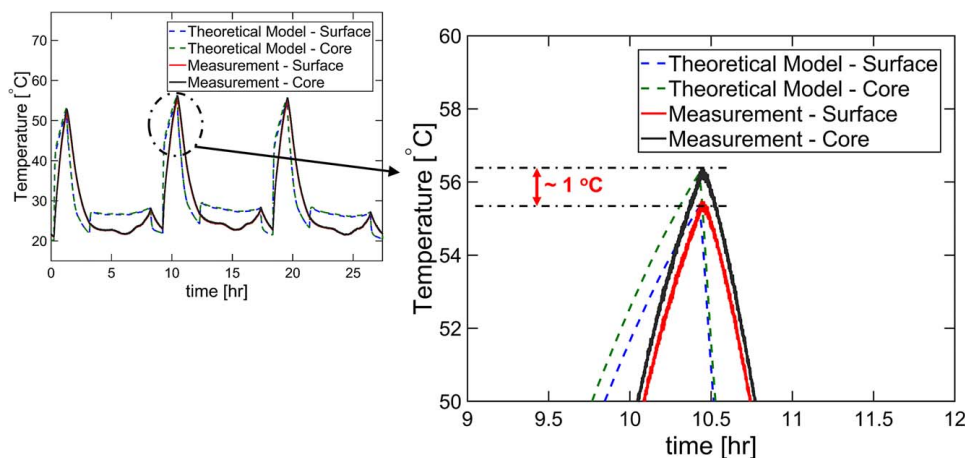 70
60
50
40
30
20
Temperature [°C]
0
5
10
15
20
25
time [hr]
Theoretical Model - Surface
Theoretical Model - Core
Measurement - Surface
Measurement - Core
60
58
56
54
52
50
Temperature [°C]
9
9.5
10
10.5
11
11.5
12
time [hr]
Theoretical Model - Surface
Theoretical Model - Core
Measurement - Surface
Measurement - Core
~ 1 °C